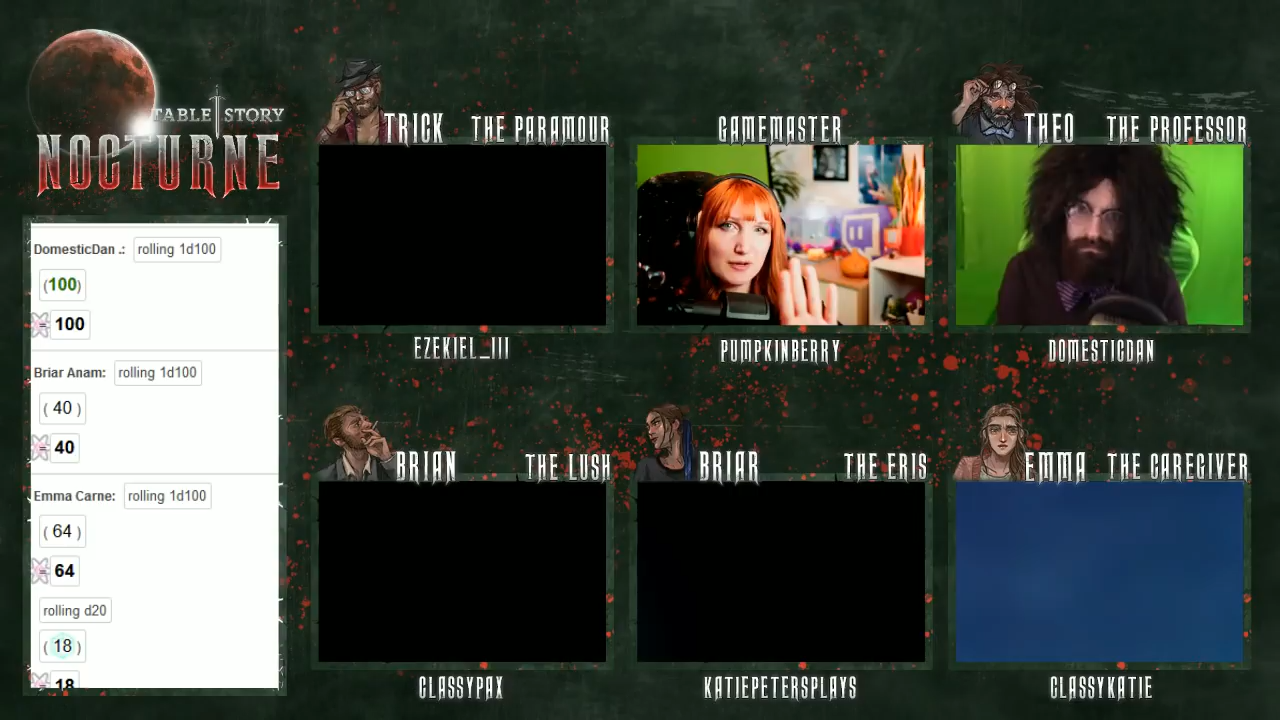 TABLE STORY
NOCTURNE
DomesticDan .: rolling 1d100
(100)
= 100
Briar Anam: rolling 1d100
( 40 )
= 40
Emma Carne: rolling 1d100
( 64 )
= 64
rolling d20
( 18 )
= 18
TRICK THE PARAMOUR
EZEKIEL_III
GAMEMASTER
PUMPKINBERRY
THEO THE PROFESSOR
DOMESTICDAN
BRIAN THE LUSH
CLASSYPAX
BRIAR THE ERIS
KATIEPETERSPLAYS
EMMA THE CAREGIVER
CLASSYKATIE